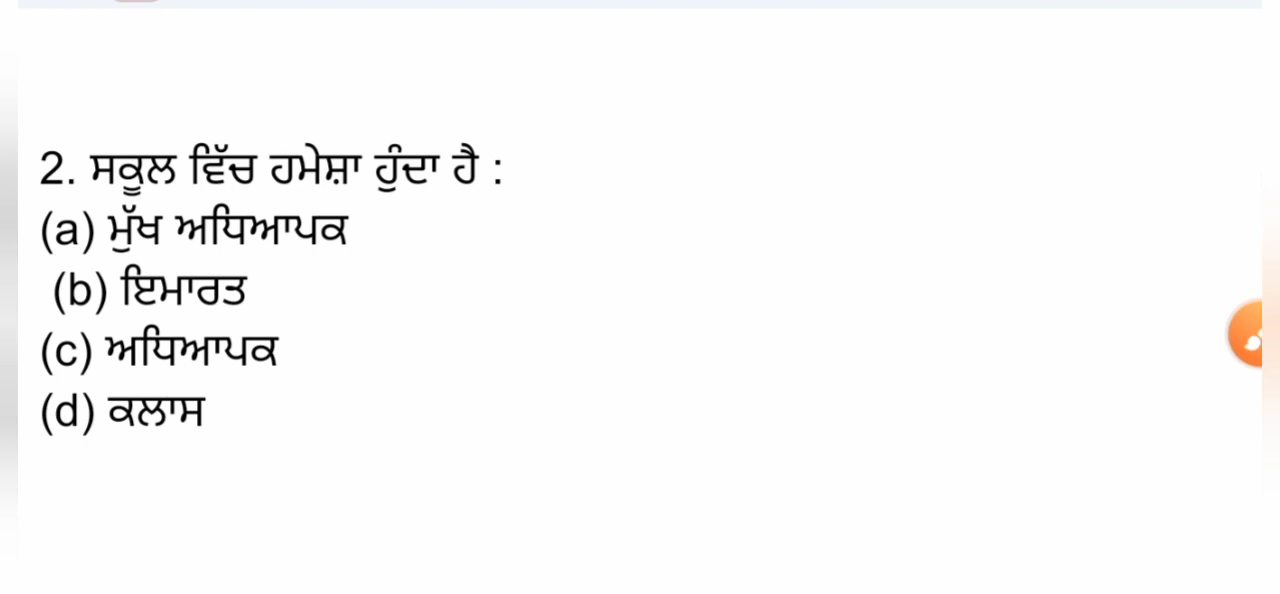 2. ਸਕੂਲ ਵਿੱਚ ਹਮੇਸ਼ਾ ਹੁੰਦਾ ਹੈ :
(a) ਮੁੱਖ ਅਧਿਆਪਕ
(b) ਇਮਾਰਤ
(c) ਅਧਿਆਪਕ
(d) ਕਲਾਸ